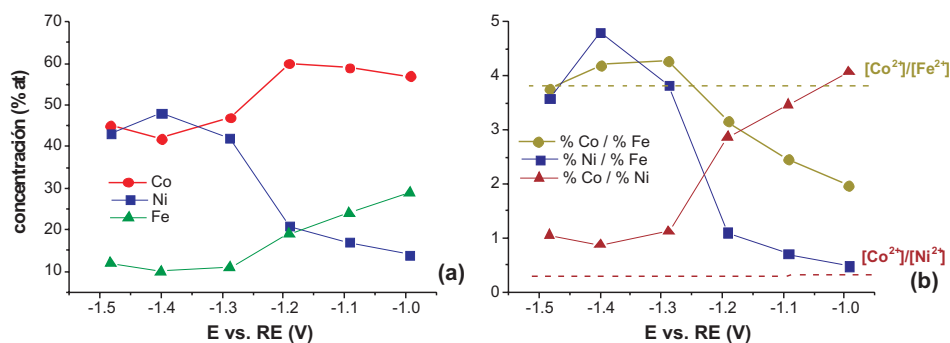 70
60
50
40
30
20
10
concentración (% at)
Co
Ni
Fe
(a)
-1.5 -1.4 -1.3 -1.2 -1.1 -1.0
E vs. RE (V)
5
4
3
2
1
0
[Co²⁺]/[Fe²⁺]
% Co / % Fe
% Ni / % Fe
% Co / % Ni
[Co²⁺]/[Ni²⁺]
(b)
-1.5 -1.4 -1.3 -1.2 -1.1 -1.0
E vs. RE (V)